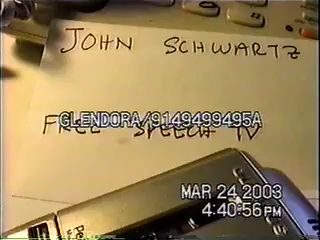 JOHN SCHWARTZ
GLENDORA/9149499495A
FREE SPEECH TV
MAR 24 2003
4:40:56PM